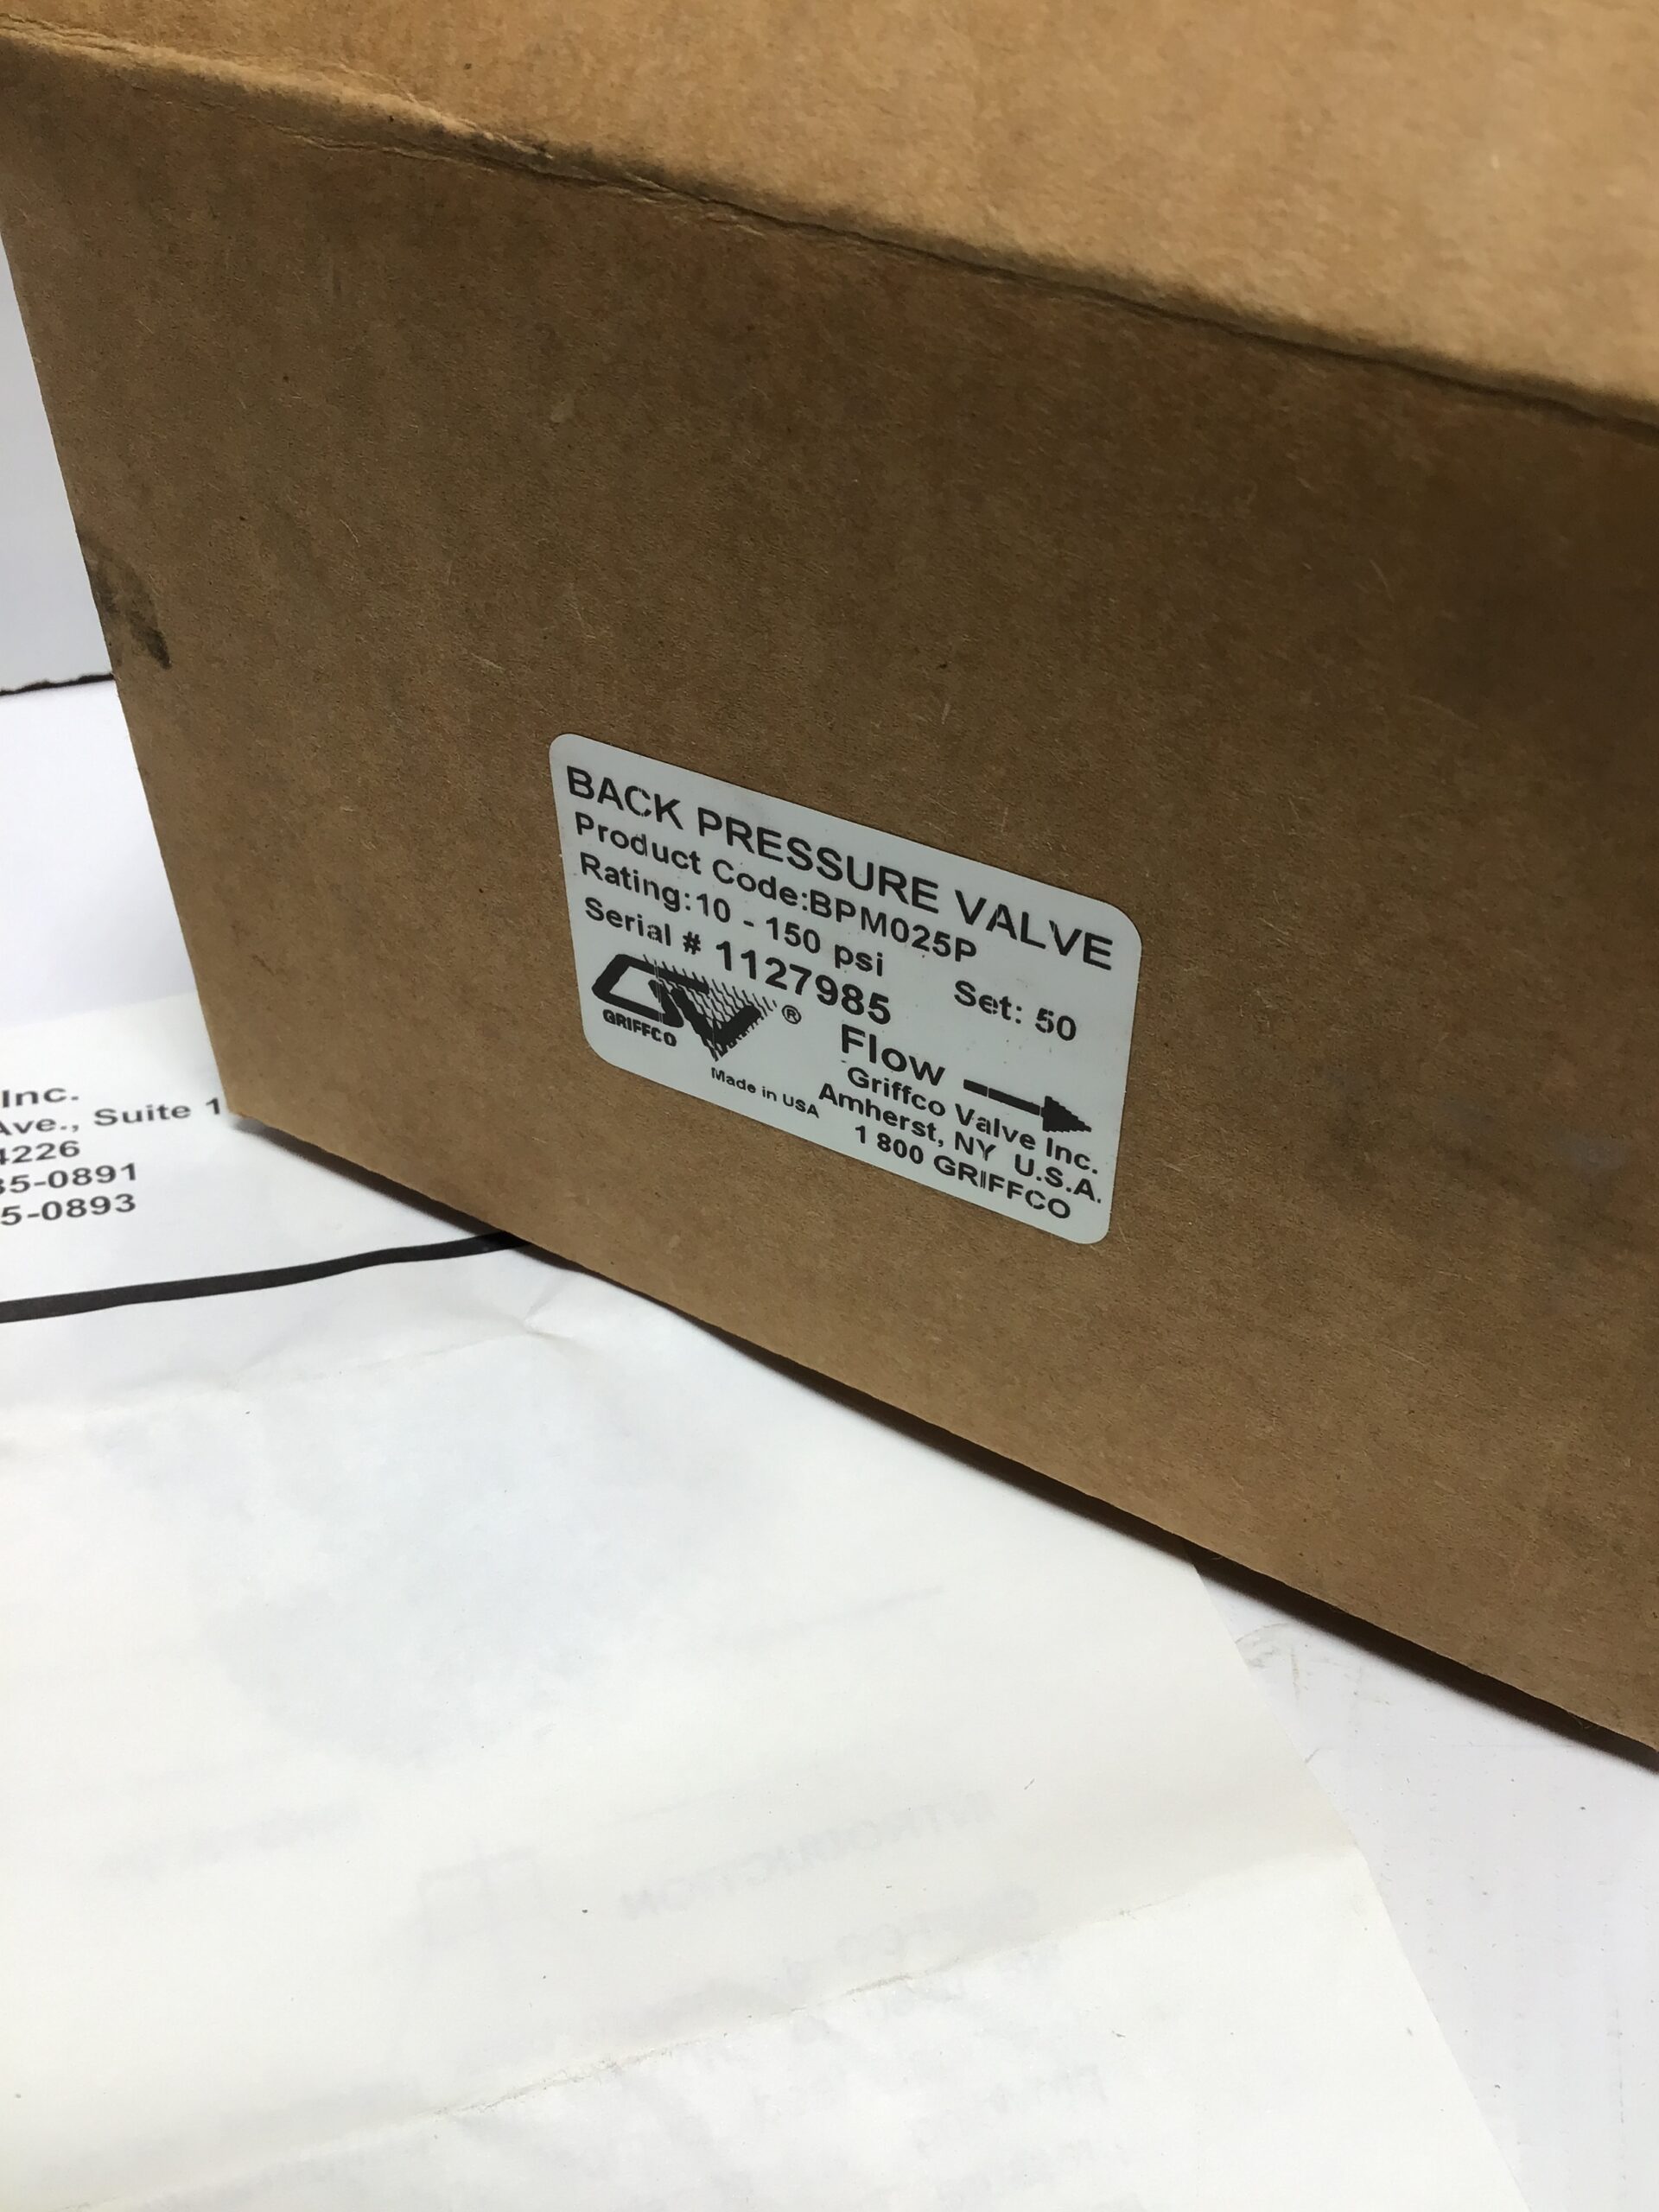 BACK PRESSURE VALVE
Product Code:BPM025P
Rating:10 - 150 psi Set: 50
Serial # 1127985
GRIFFCO ®
Flow
Made in USA
Griffco Valve Inc.
Amherst, NY U.S.A.
1 800 GRIFFCO
Inc.
Ave., Suite 1
4226
35-0891
5-0893